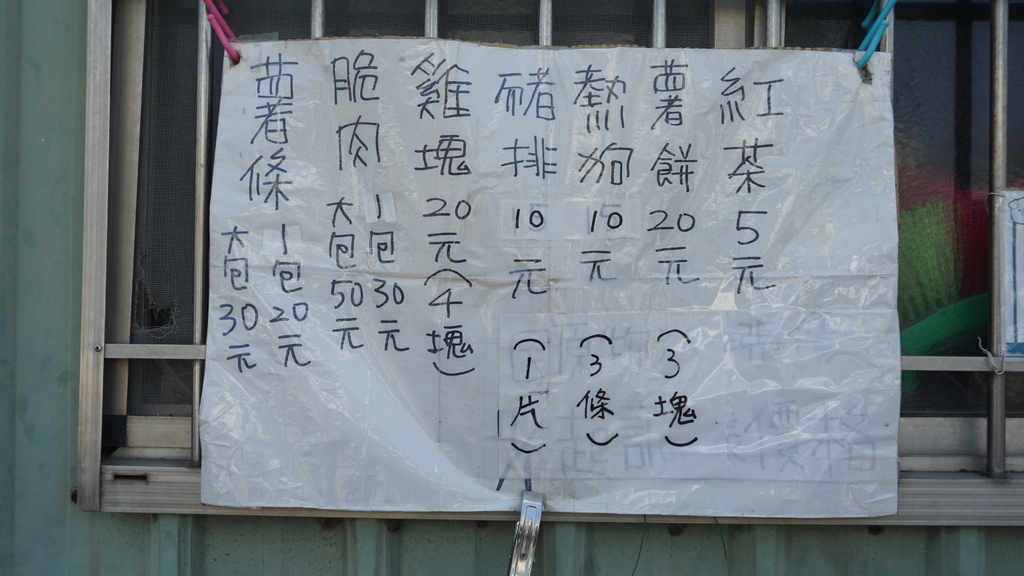 紅茶5元
薯餅20元(3塊)
熱狗10元(3條)
豬排10元(1片)
雞塊20元(4塊)
脆肉1包30元
大包50元
薯條1包20元
大包30元